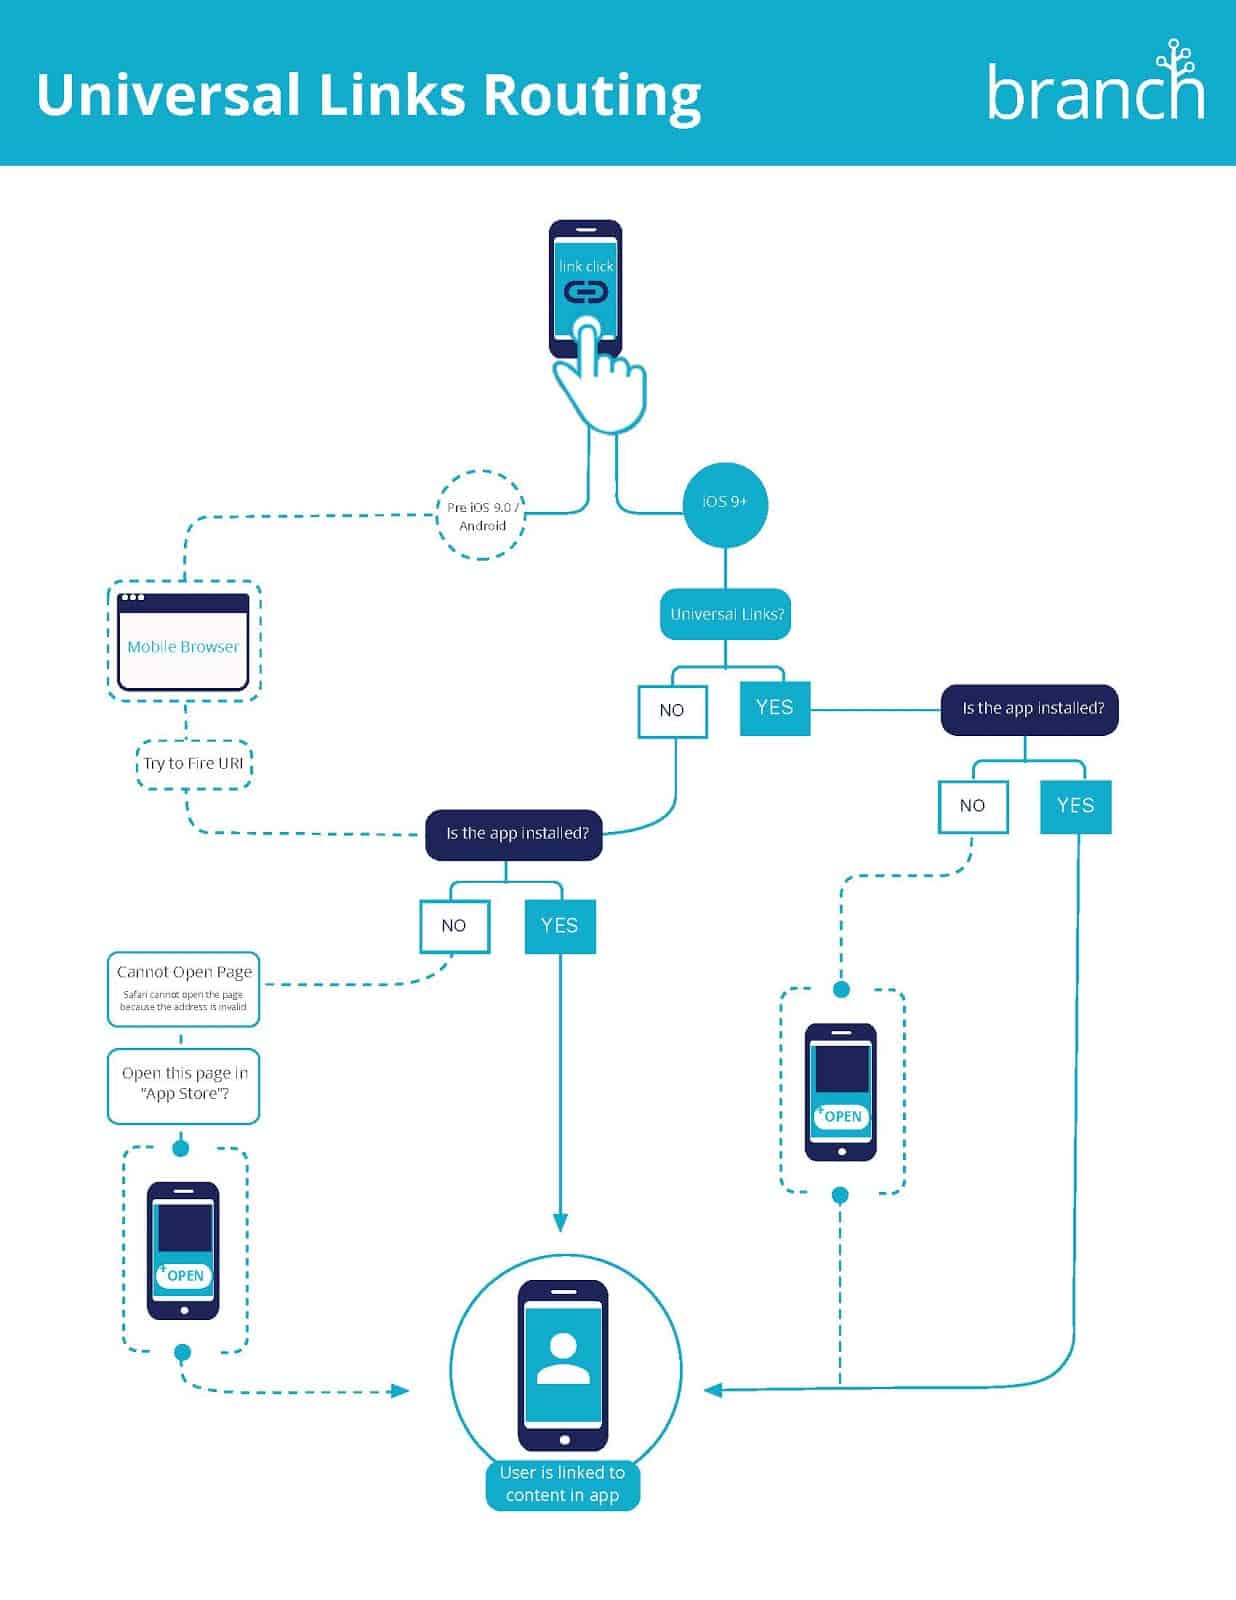 Universal Links Routing
branch
link click
Pre iOS 9.0 /
Android
iOS 9+
Mobile Browser
Universal Links?
NO
YES
Is the app installed?
Try to Fire URI
NO
YES
Is the app installed?
NO
YES
Cannot Open Page
Safari cannot open the page
because the address is invalid
Open this page in
"App Store"?
+OPEN
+OPEN
User is linked to
content in app